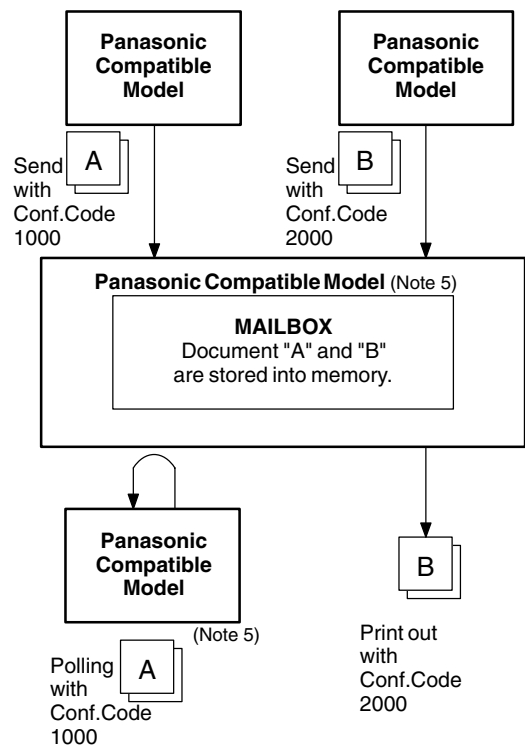 Panasonic
Compatible
Model
Panasonic
Compatible
Model
Send
with
Conf.Code
1000
A
Send
with
Conf.Code
2000
B
Panasonic Compatible Model (Note 5)
MAILBOX
Document "A" and "B"
are stored into memory.
Panasonic
Compatible
Model
(Note 5)
Polling
with
Conf.Code
1000
A
B
Print out
with
Conf.Code
2000